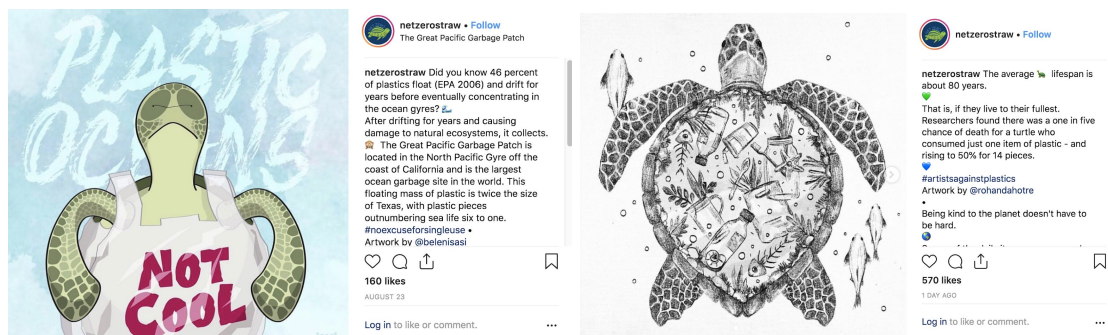 PLASTIC
OCEANS
NOT
COOL
netzerostraw • Follow
The Great Pacific Garbage Patch
netzerostraw Did you know 46 percent
of plastics float (EPA 2006) and drift for
years before eventually concentrating in
the ocean gyres? 🌊
After drifting for years and causing
damage to natural ecosystems, it collects.
🙈 The Great Pacific Garbage Patch is
located in the North Pacific Gyre off the
coast of California and is the largest
ocean garbage site in the world. This
floating mass of plastic is twice the size
of Texas, with plastic pieces
outnumbering sea life six to one.
#noexcuseforsingleuse •
Artwork by @belenisasi
160 likes
AUGUST 23
Log in to like or comment.
netzerostraw • Follow
netzerostraw The average 🐢 lifespan is
about 80 years.
💚
That is, if they live to their fullest.
Researchers found there was a one in five
chance of death for a turtle who
consumed just one item of plastic - and
rising to 50% for 14 pieces.
💙
#artistsagainstplastics
Artwork by @rohandahotre
•
Being kind to the planet doesn't have to
be hard.
🌎
570 likes
1 DAY AGO
Log in to like or comment.